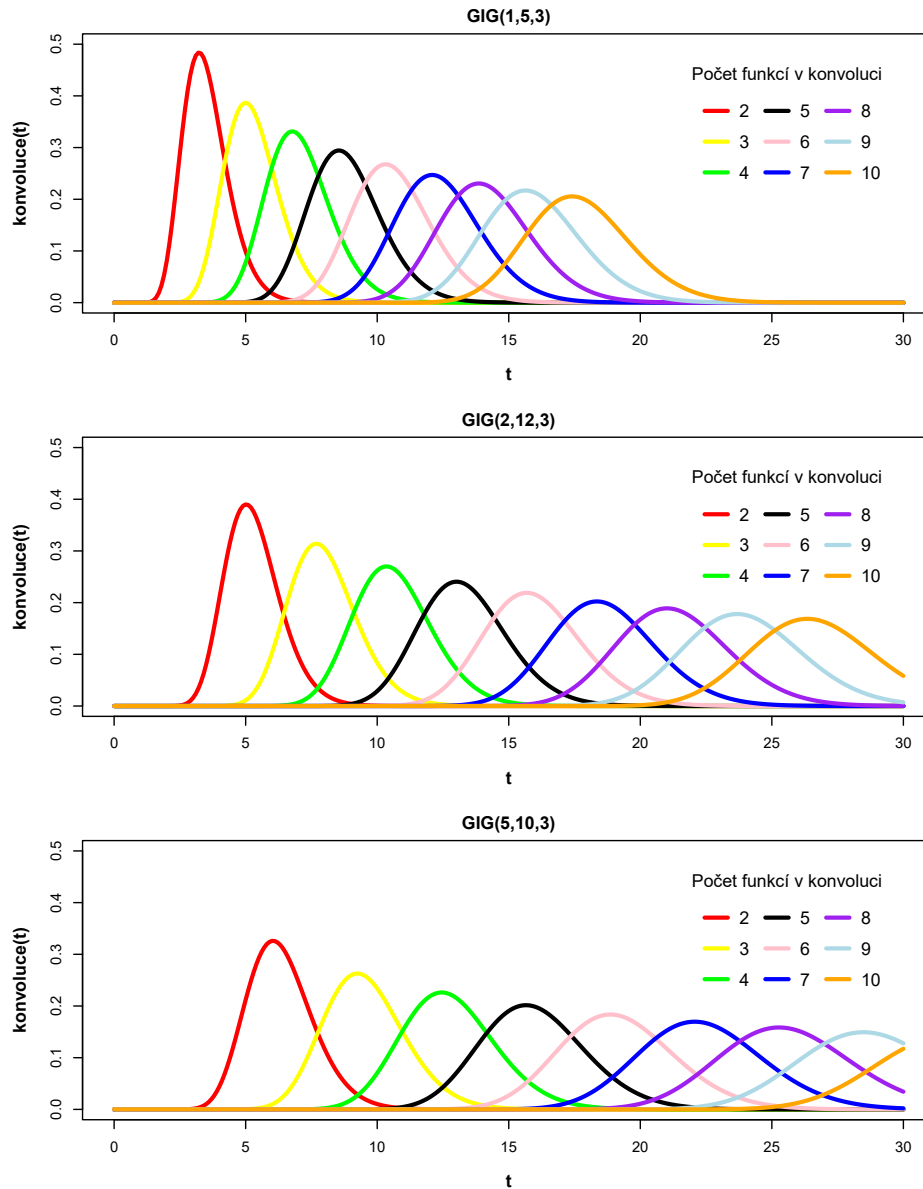 GIG(1,5,3)
konvoluce(t)
0.5
0.4
0.3
0.2
0.1
0.0
Počet funkcí v konvoluci
2 5 8
3 6 9
4 7 10
0 5 10 15 20 25 30
t
GIG(2,12,3)
konvoluce(t)
0.5
0.4
0.3
0.2
0.1
0.0
Počet funkcí v konvoluci
2 5 8
3 6 9
4 7 10
0 5 10 15 20 25 30
t
GIG(5,10,3)
konvoluce(t)
0.5
0.4
0.3
0.2
0.1
0.0
Počet funkcí v konvoluci
2 5 8
3 6 9
4 7 10
0 5 10 15 20 25 30
t